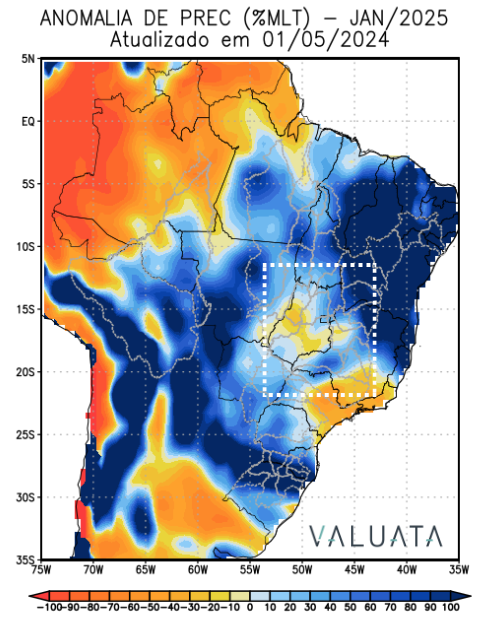 ANOMALIA DE PREC (%MLT) – JAN/2025
Atualizado em 01/05/2024
5N
EQ
5S
10S
15S
20S
25S
30S
35S
VALUATA
75W 70W 65W 60W 55W 50W 45W 40W 35W
-100 -90 -80 -70 -60 -50 -40 -30 -20 -10 0 10 20 30 40 50 60 70 80 90 100